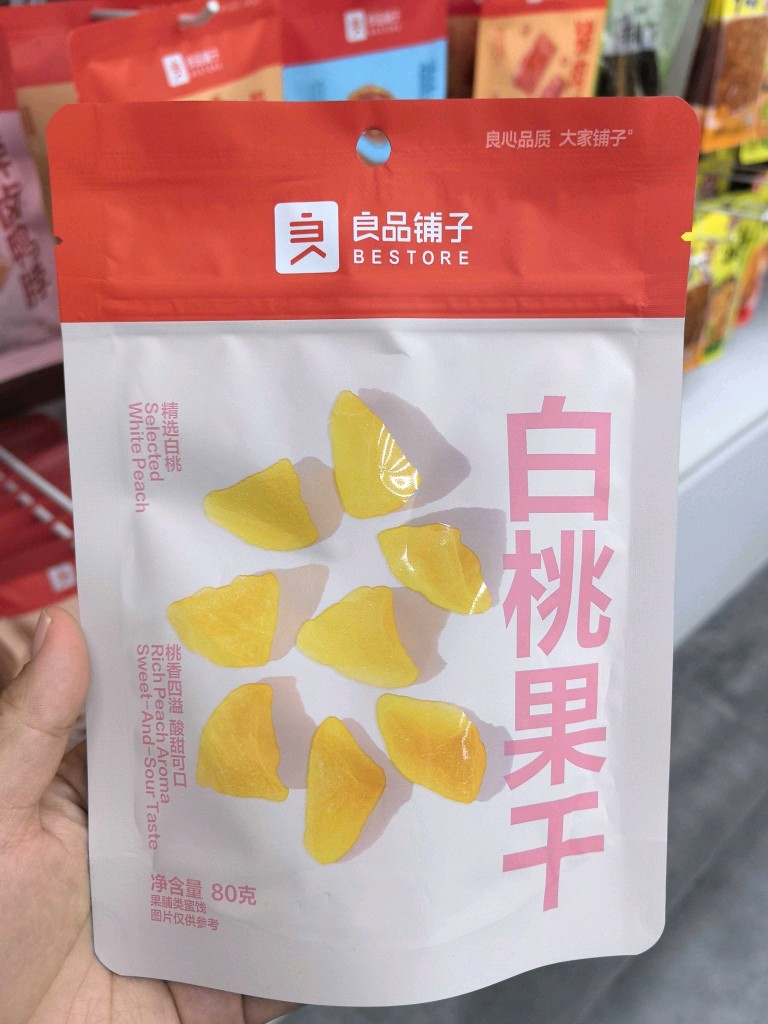 良心品质 大家铺子
良品铺子
BESTORE
白桃果干
精选白桃
Selected
White Peach
桃香四溢 酸甜可口
Rich Peach Aroma
Sweet-And-Sour Taste
净含量 80克
果脯类蜜饯
图片仅供参考
BESTORE
BESTORE